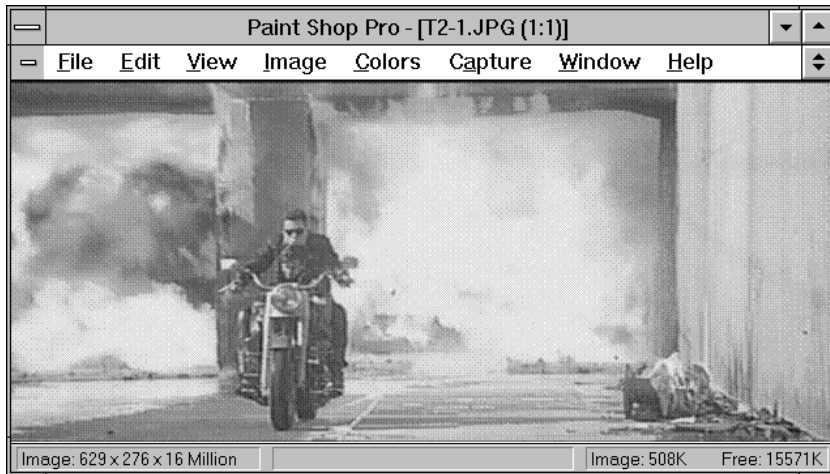 Paint Shop Pro - [T2-1.JPG (1:1)]
File Edit View Image Colors Capture Window Help
Image: 629 x 276 x 16 Million Image: 508K Free: 15571K